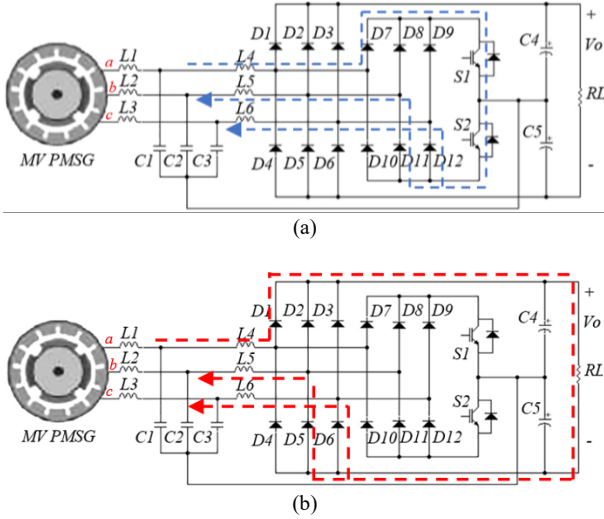 D1 D2 D3 D7 D8 D9 + Vo
L1 L4 C4
a
L2 L5 S1
b
L3 L6 S2 RL
c
C1 C2 C3 D4 D5 D6 D10 D11 D12 C5
MV PMSG -
(a)
D1 D2 D3 D7 D8 D9 + Vo
L1 L4 C4
a
L2 L5 S1
b
L3 L6 S2 RL
c
C1 C2 C3 D4 D5 D6 D10 D11 D12 C5
MV PMSG -
(b)